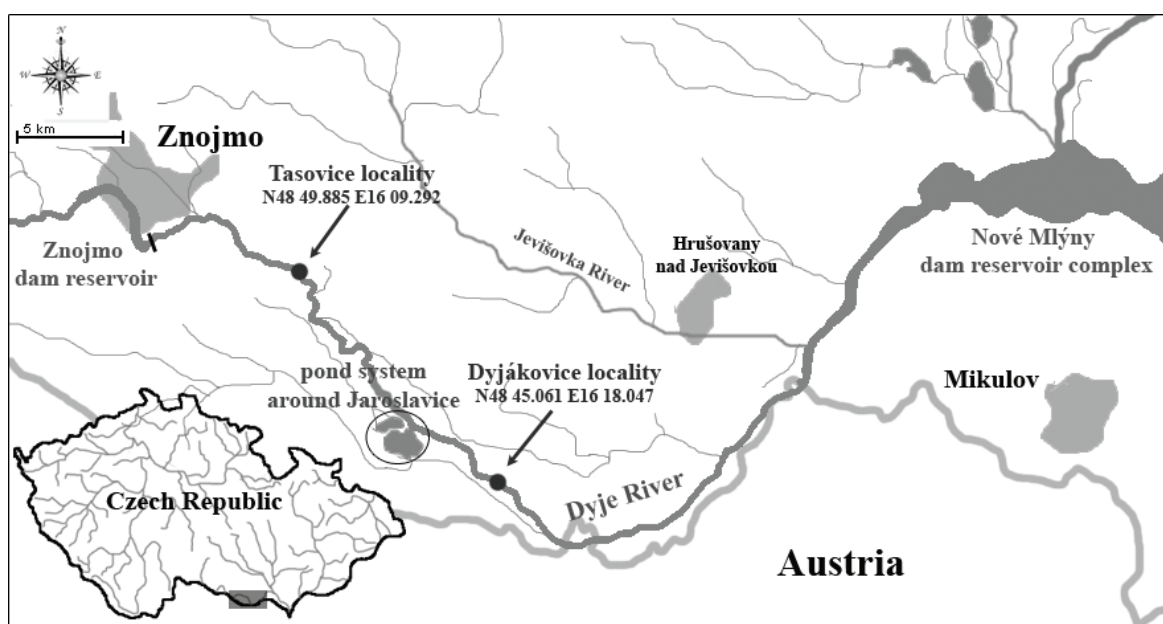 N
W E
S
5 km
Znojmo
Tasovice locality
N48 49.885 E16 09.292
Znojmo
dam reservoir
Jevišovka River
Hrušovany
nad Jevišovkou
Nové Mlýny
dam reservoir complex
pond system
around Jaroslavice
Dyjákovice locality
N48 45.061 E16 18.047
Mikulov
Czech Republic
Dyje River
Austria